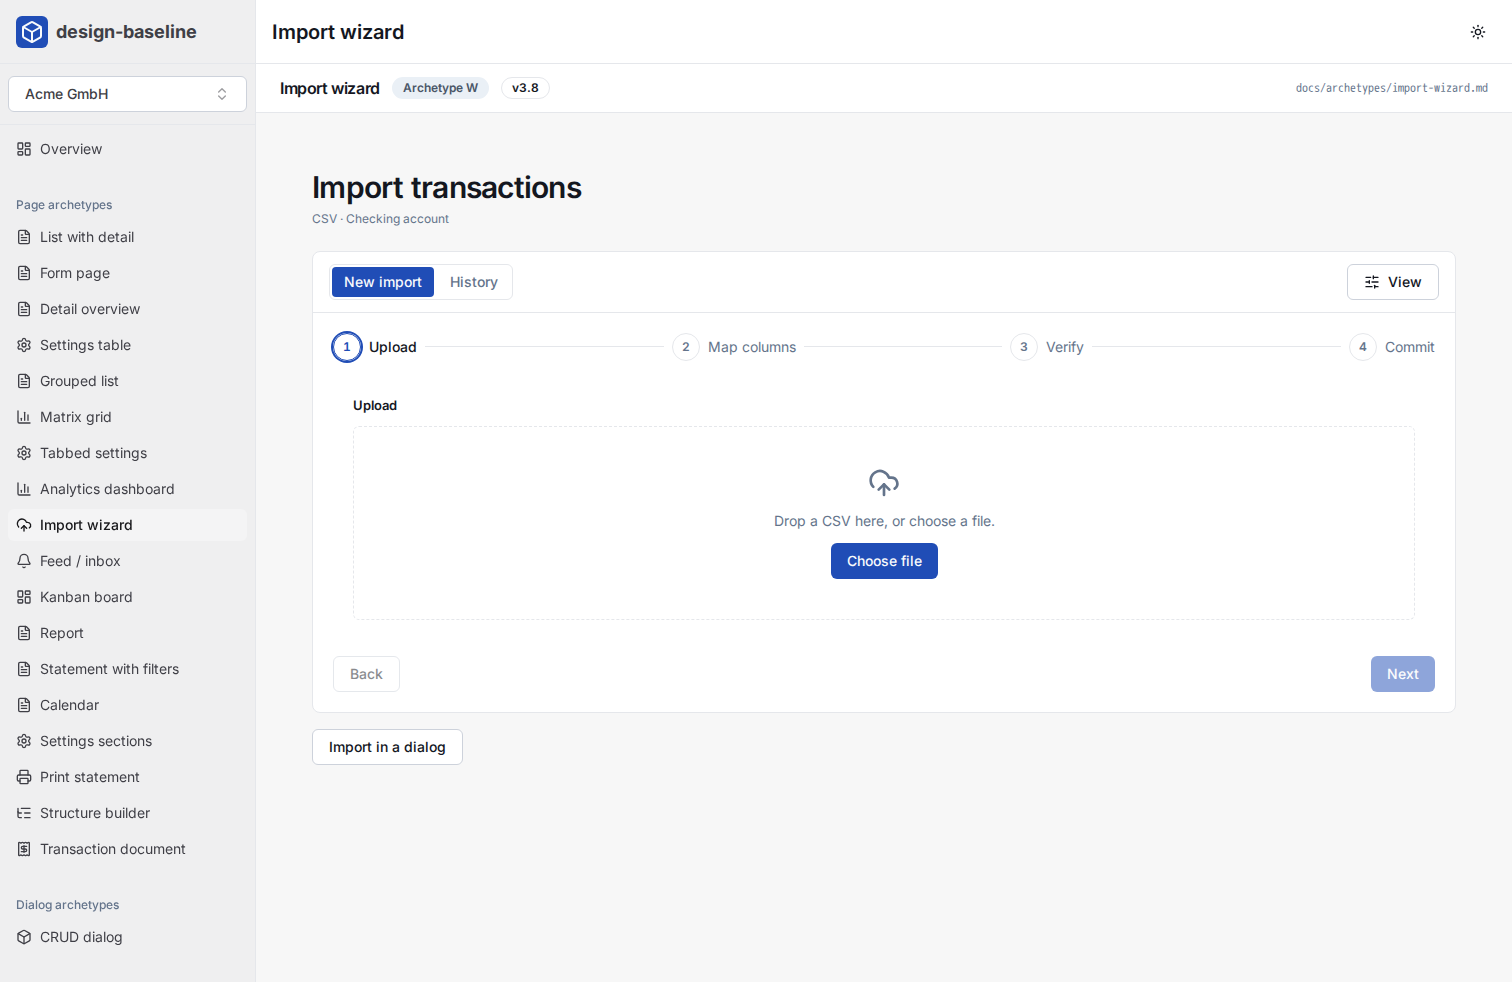 design-baseline
Import wizard
Acme GmbH
Import wizard
Archetype W
v3.8
docs/archetypes/import-wizard.md
Overview
Page archetypes
List with detail
Form page
Detail overview
Settings table
Grouped list
Matrix grid
Tabbed settings
Analytics dashboard
Import wizard
Feed / inbox
Kanban board
Report
Statement with filters
Calendar
Settings sections
Print statement
Structure builder
Transaction document
Dialog archetypes
CRUD dialog
Import transactions
CSV · Checking account
New import
History
View
1 Upload
2 Map columns
3 Verify
4 Commit
Upload
Drop a CSV here, or choose a file.
Choose file
Back
Next
Import in a dialog